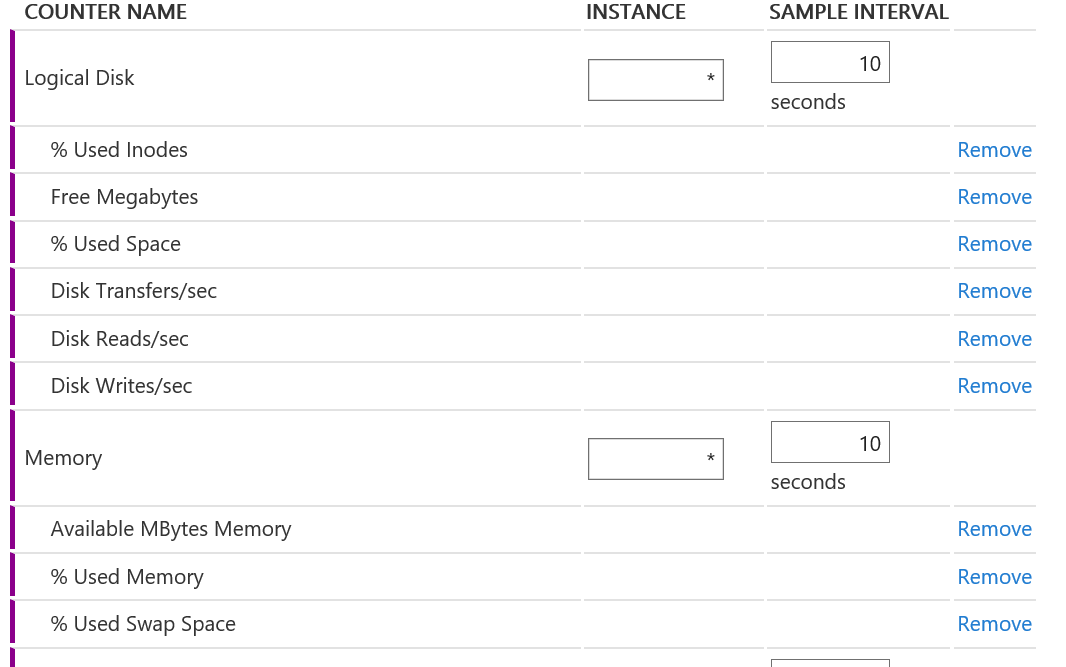 COUNTER NAME INSTANCE SAMPLE INTERVAL
Logical Disk * 10
seconds
% Used Inodes Remove
Free Megabytes Remove
% Used Space Remove
Disk Transfers/sec Remove
Disk Reads/sec Remove
Disk Writes/sec Remove
Memory * 10
seconds
Available MBytes Memory Remove
% Used Memory Remove
% Used Swap Space Remove